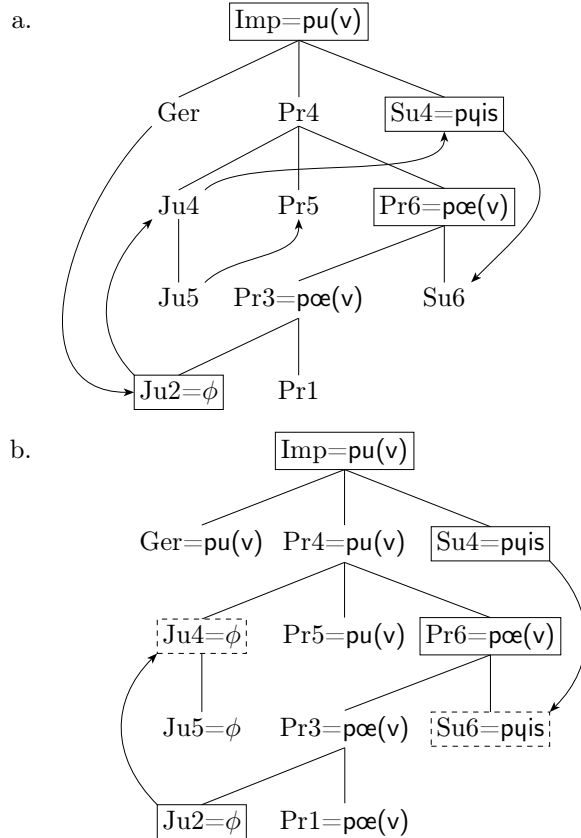 a.
Imp=pu(v)
Ger Pr4 Su4=pɥis
Ju4 Pr5 Pr6=pœ(v)
Ju5 Pr3=pœ(v) Su6
Ju2=ϕ Pr1
b.
Imp=pu(v)
Ger=pu(v) Pr4=pu(v) Su4=pɥis
Ju4=ϕ Pr5=pu(v) Pr6=pœ(v)
Ju5=ϕ Pr3=pœ(v) Su6=pɥis
Ju2=ϕ Pr1=pœ(v)